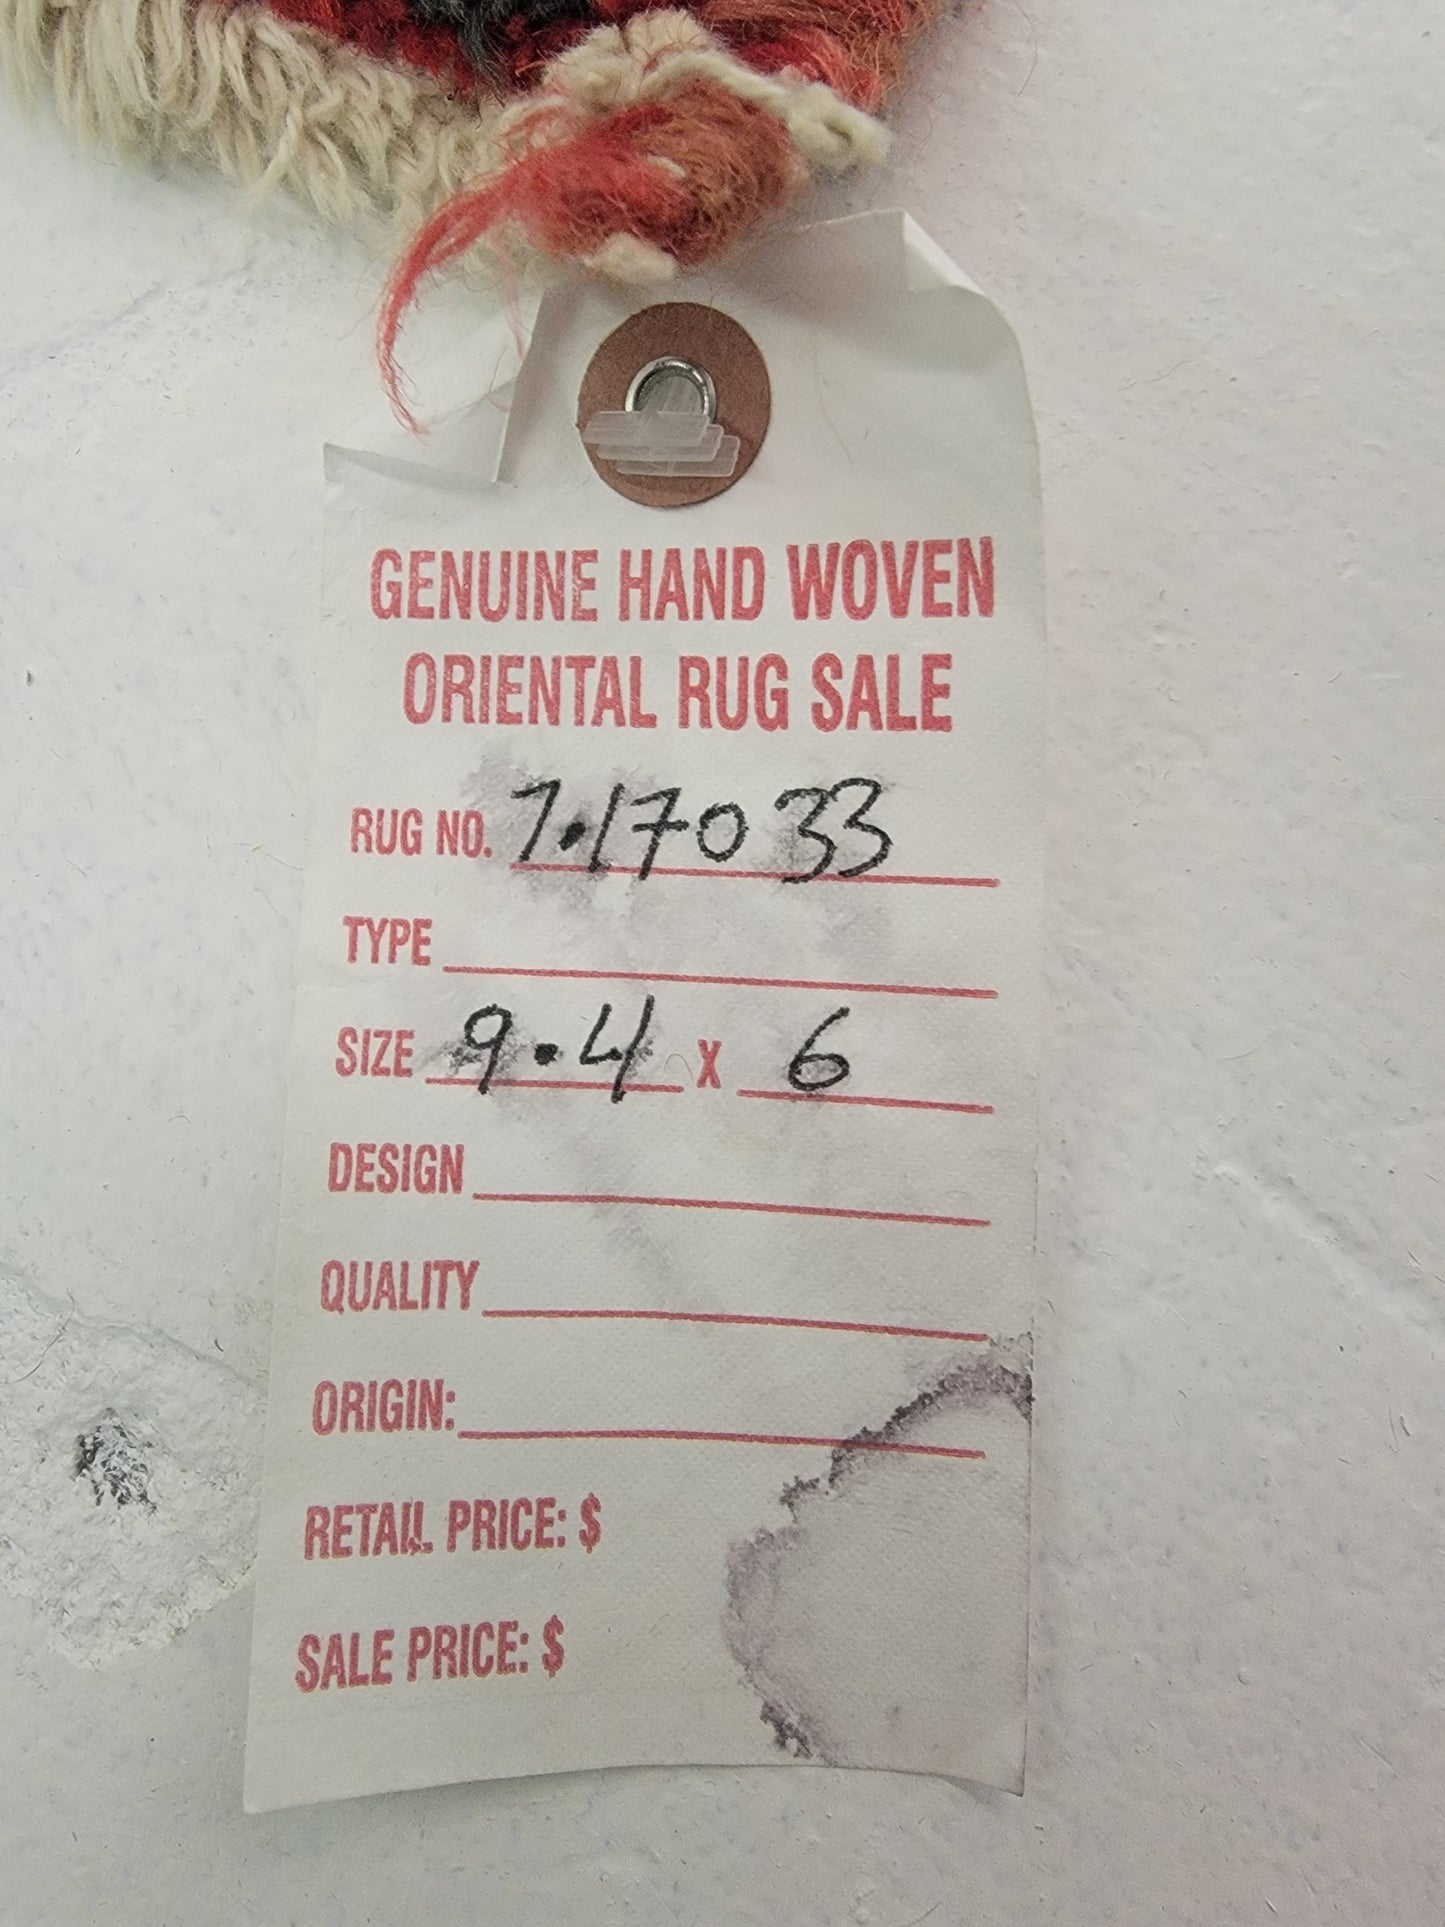 GENUINE HAND WOVEN
ORIENTAL RUG SALE
RUG NO. 7.17033
TYPE
SIZE 9.4 X 6
DESIGN
QUALITY
ORIGIN:
RETAIL PRICE: $
SALE PRICE: $